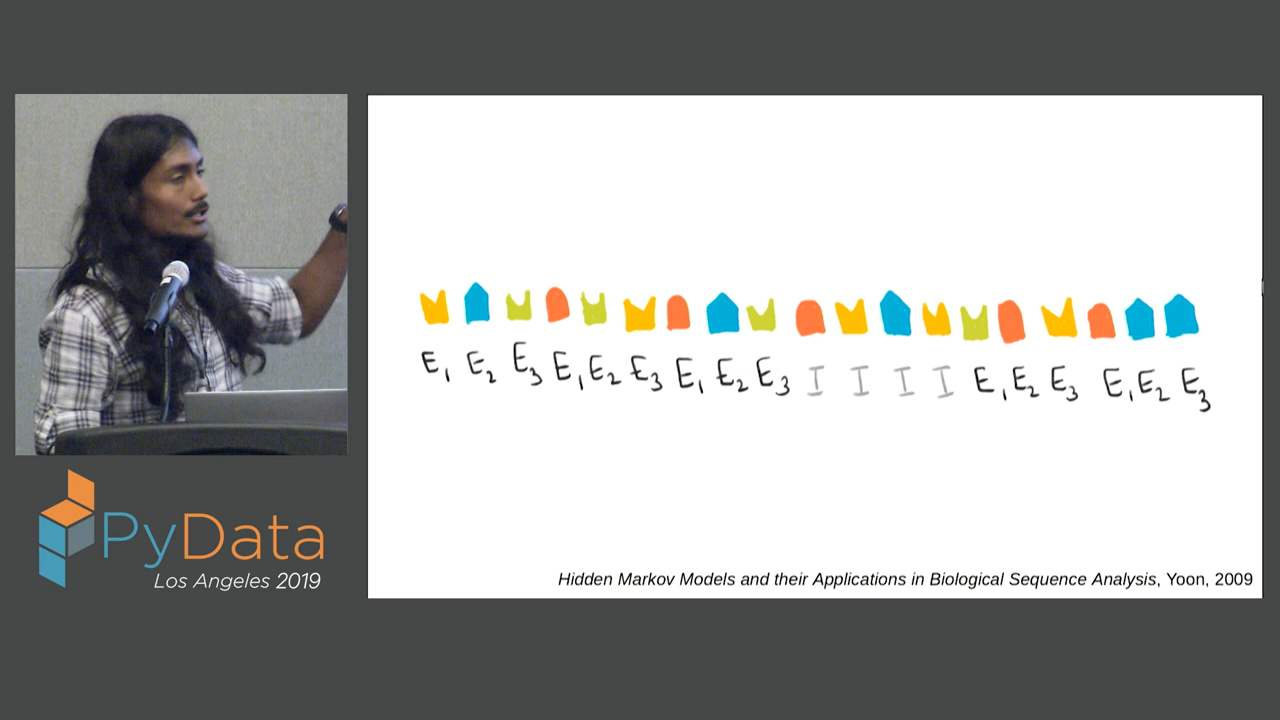 E₁ E₂ E₃ E₁ E₂ E₃ E₁ E₂ E₃ I I I I E₁ E₂ E₃ E₁ E₂ E₃
Hidden Markov Models and their Applications in Biological Sequence Analysis, Yoon, 2009
PyData
Los Angeles 2019